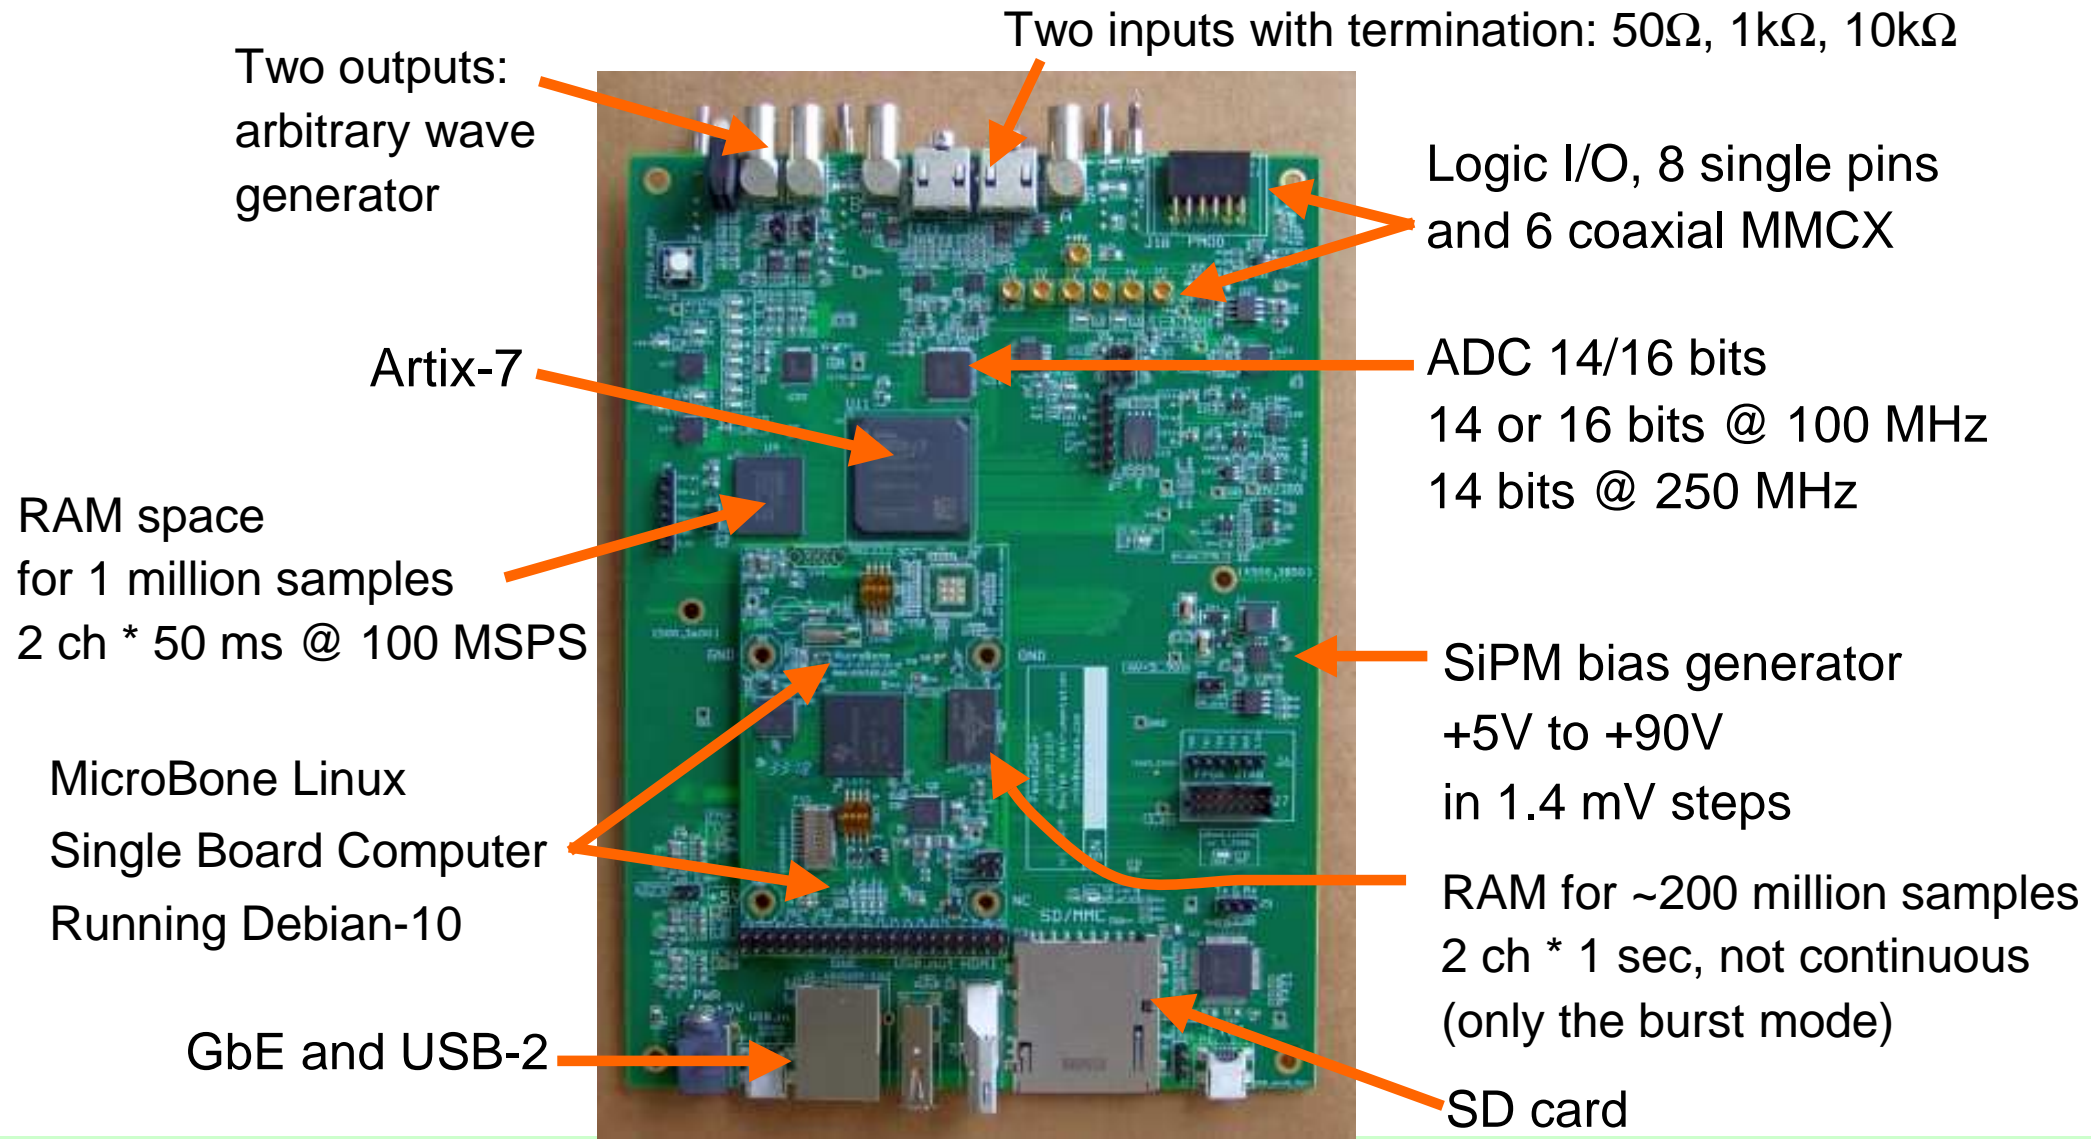 Two inputs with termination: 50Ω, 1kΩ, 10kΩ
Two outputs:
arbitrary wave
generator
Logic I/O, 8 single pins
and 6 coaxial MMCX
Artix-7
ADC 14/16 bits
14 or 16 bits @ 100 MHz
14 bits @ 250 MHz
RAM space
for 1 million samples
2 ch * 50 ms @ 100 MSPS
SiPM bias generator
+5V to +90V
in 1.4 mV steps
MicroBone Linux
Single Board Computer
Running Debian-10
RAM for ~200 million samples
2 ch * 1 sec, not continuous
(only the burst mode)
GbE and USB-2
SD card
GND
GND
NC
SD/MMC